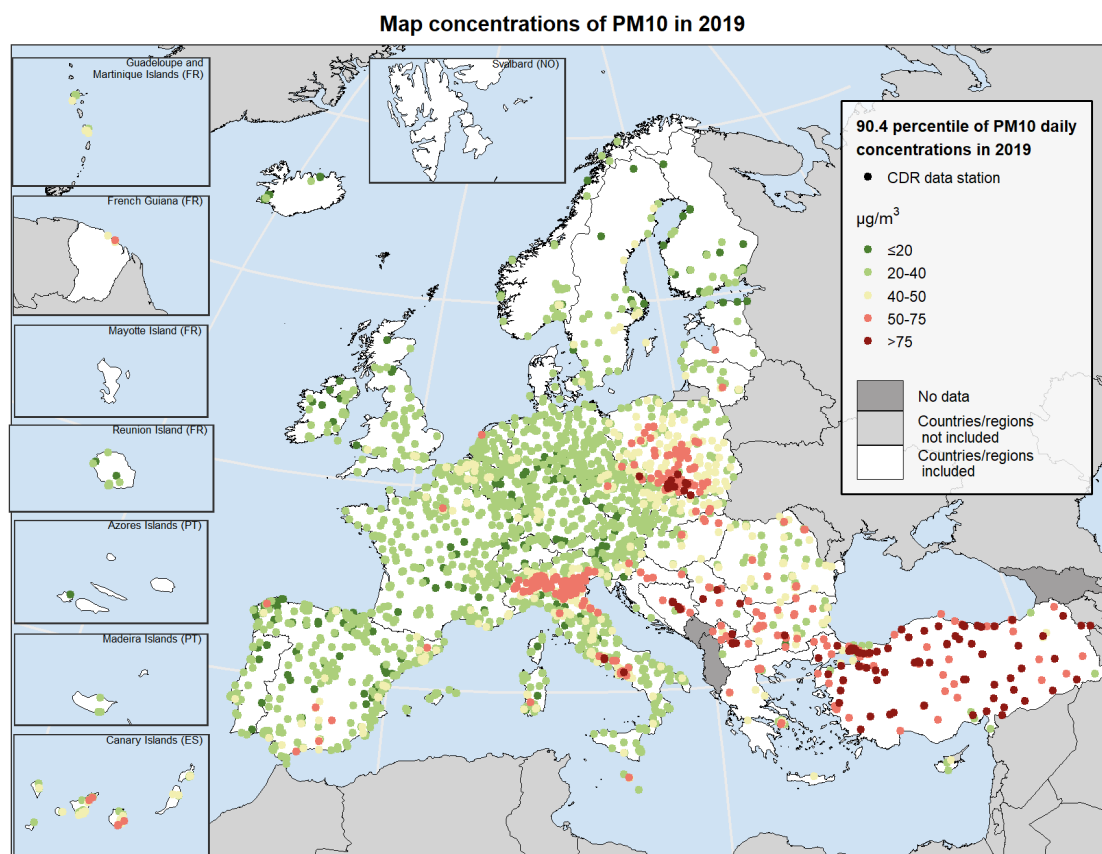 Map concentrations of PM10 in 2019
Guadeloupe and
Martinique Islands (FR)
Svalbard (NO)
French Guiana (FR)
Mayotte Island (FR)
Reunion Island (FR)
Azores Islands (PT)
Madeira Islands (PT)
Canary Islands (ES)
90.4 percentile of PM10 daily
concentrations in 2019
CDR data station
µg/m³
≤20
20-40
40-50
50-75
>75
No data
Countries/regions
not included
Countries/regions
included